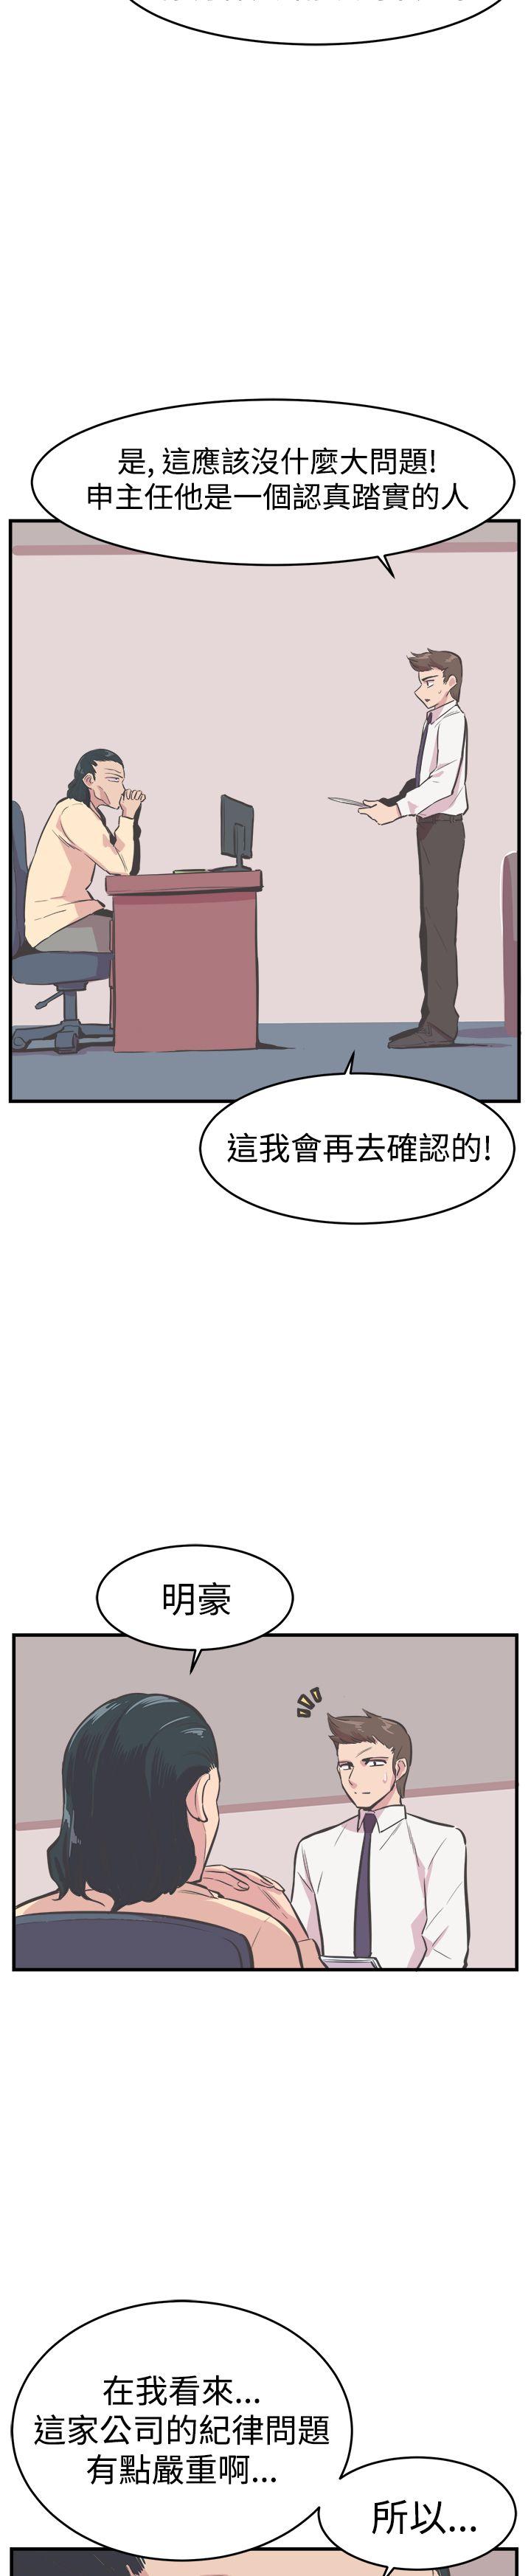 是, 這應該沒什麼大問題!
申主任他是一個認真踏實的人
這我會再去確認的!
明豪
在我看來...
這家公司的紀律問題
有點嚴重啊...
所以...